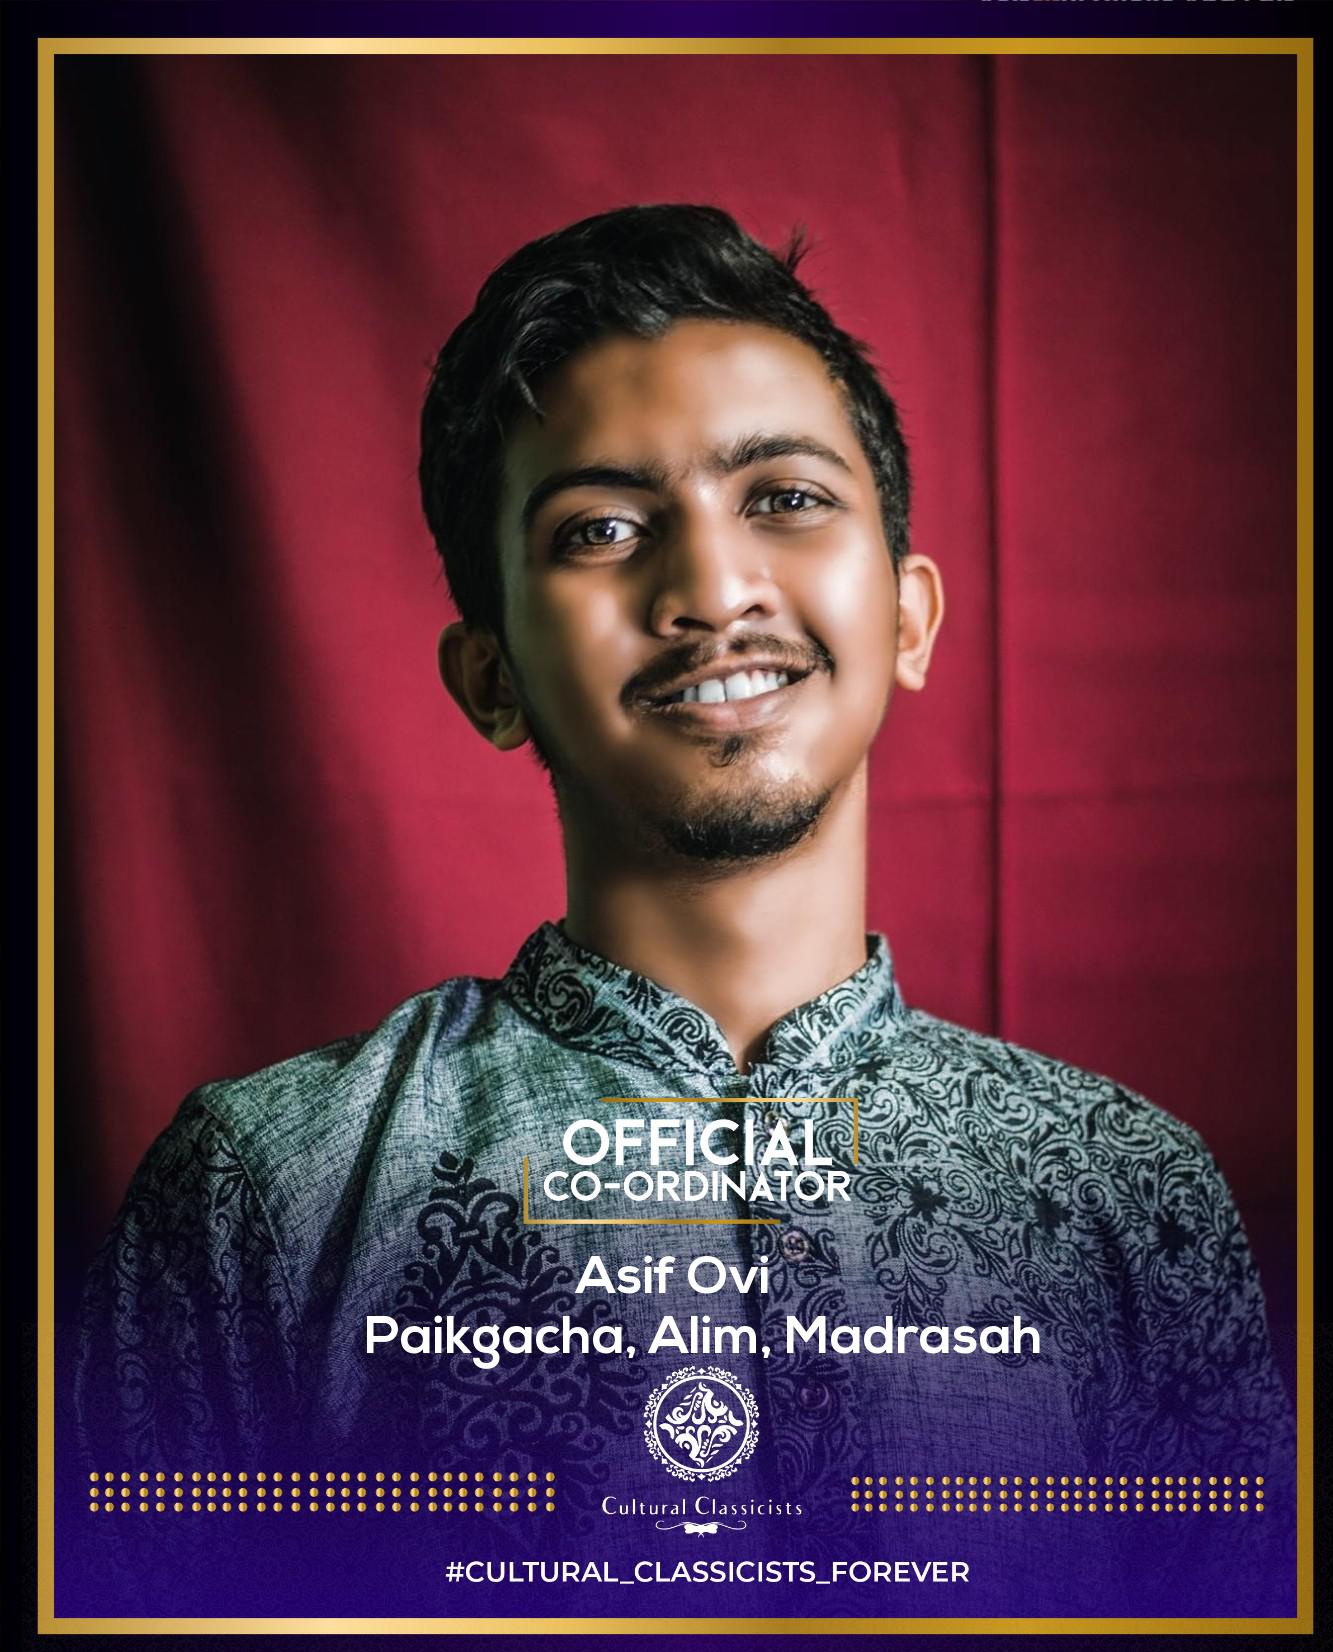 OFFICIAL
CO-ORDINATOR
Asif Ovi
Paikgacha, Alim, Madrasah
Cultural Classicists
#CULTURAL_CLASSICISTS_FOREVER